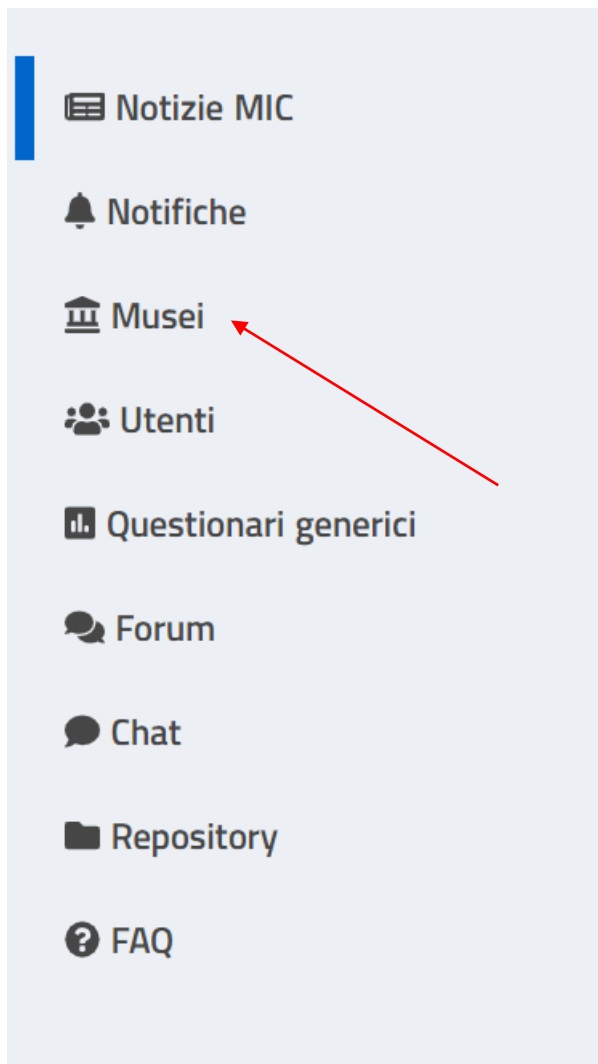 Notizie MIC
Notifiche
Musei
Utenti
Questionari generici
Forum
Chat
Repository
FAQ